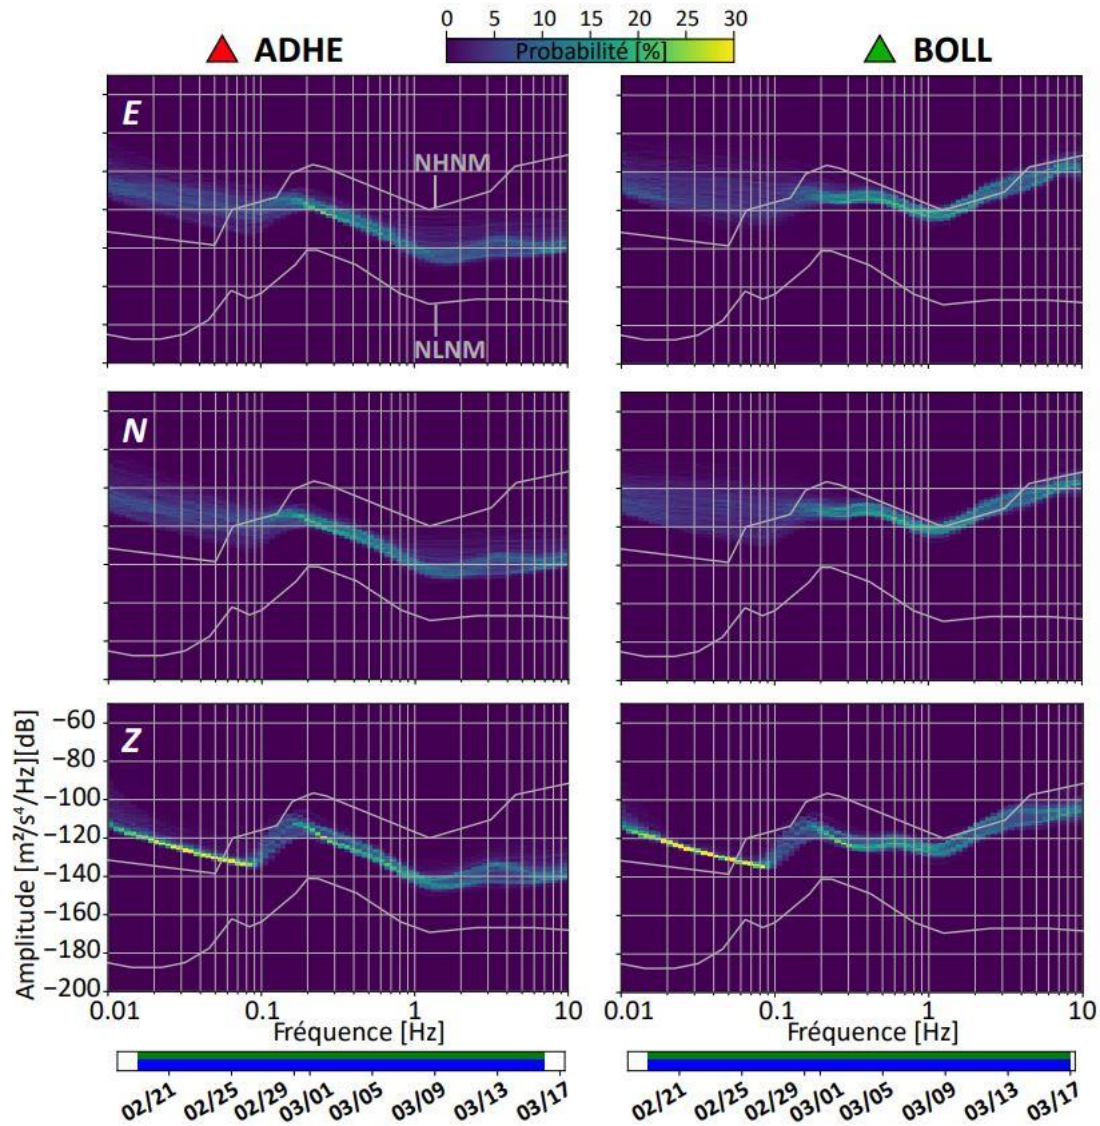 0 5 10 15 20 25 30
Probabilité [%]
ADHE BOLL
E
NHNM
NLNM
N
Z
Amplitude [m²/s⁴/Hz][dB]
−60
−80
−100
−120
−140
−160
−180
−200
0.01 0.1 1 10 0.01 0.1 1 10
Fréquence [Hz] Fréquence [Hz]
02/21 02/25 02/29 03/01 03/05 03/09 03/13 03/17 02/21 02/25 02/29 03/01 03/05 03/09 03/13 03/17